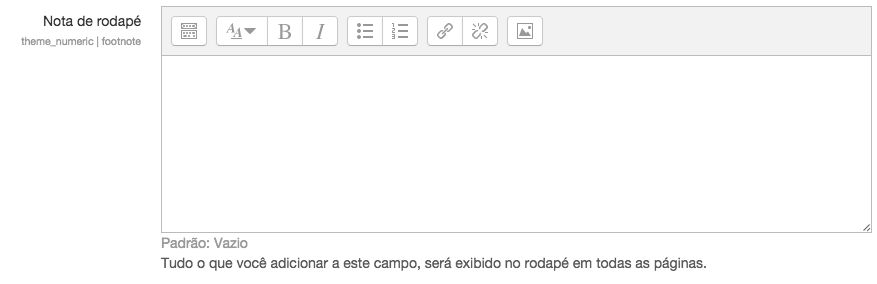 Nota de rodapé
theme_numeric | footnote
Padrão: Vazio
Tudo o que você adicionar a este campo, será exibido no rodapé em todas as páginas.